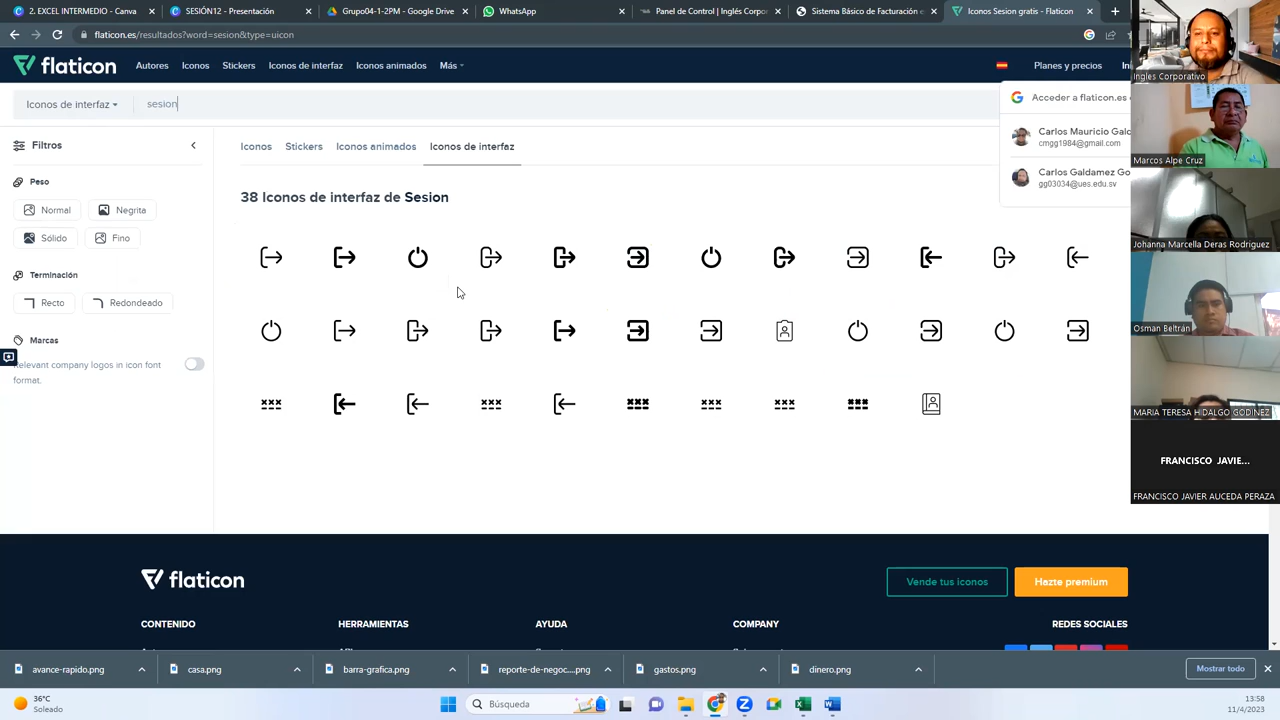 2. EXCEL INTERMEDIO - Canva
SESIÓN12 - Presentación
Grupo04-1-2PM - Google Drive
WhatsApp
Panel de Control | Inglés Corpo
Sistema Básico de Facturación e
Iconos Sesion gratis - Flaticon
flaticon.es/resultados?word=sesion&type=uicon
flaticon
Autores
Iconos
Stickers
Iconos de interfaz
Iconos animados
Más
Planes y precios
Iconos de interfaz
sesion
Acceder a flaticon.es
Carlos Mauricio Gald
cmgg1984@gmail.com
Carlos Galdamez Go
gg03034@ues.edu.sv
Filtros
Peso
Normal
Negrita
Sólido
Fino
Terminación
Recto
Redondeado
Marcas
Relevant company logos in icon font
format.
Iconos
Stickers
Iconos animados
Iconos de interfaz
38 Iconos de interfaz de Sesion
Ingles Corporativo
Marcos Alpe Cruz
Johanna Marcella Deras Rodriguez
Osman Beltrán
MARIA TERESA HIDALGO GODINEZ
FRANCISCO JAVIE...
FRANCISCO JAVIER AUCEDA PERAZA
flaticon
Vende tus iconos
Hazte premium
CONTENIDO
HERRAMIENTAS
AYUDA
COMPANY
REDES SOCIALES
avance-rapido.png
casa.png
barra-grafica.png
reporte-de-negoc....png
gastos.png
dinero.png
Mostrar todo
36°C
Soleado
Búsqueda
13:58
11/4/2023